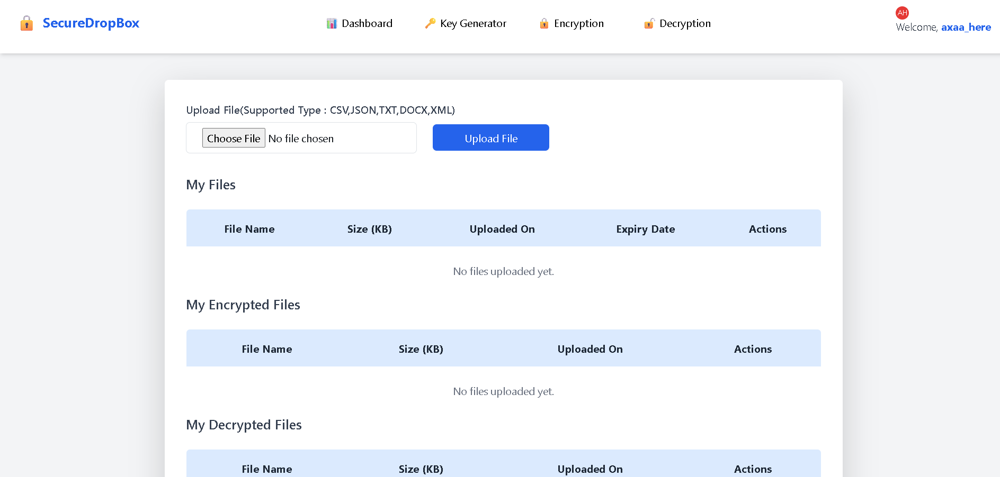 SecureDropBox
Dashboard
Key Generator
Encryption
Decryption
AH
Welcome, axaa_here
Upload File(Supported Type : CSV,JSON,TXT,DOCX,XML)
Choose File No file chosen
Upload File
My Files
File Name Size (KB) Uploaded On Expiry Date Actions
No files uploaded yet.
My Encrypted Files
File Name Size (KB) Uploaded On Actions
No files uploaded yet.
My Decrypted Files
File Name Size (KB) Uploaded On Actions